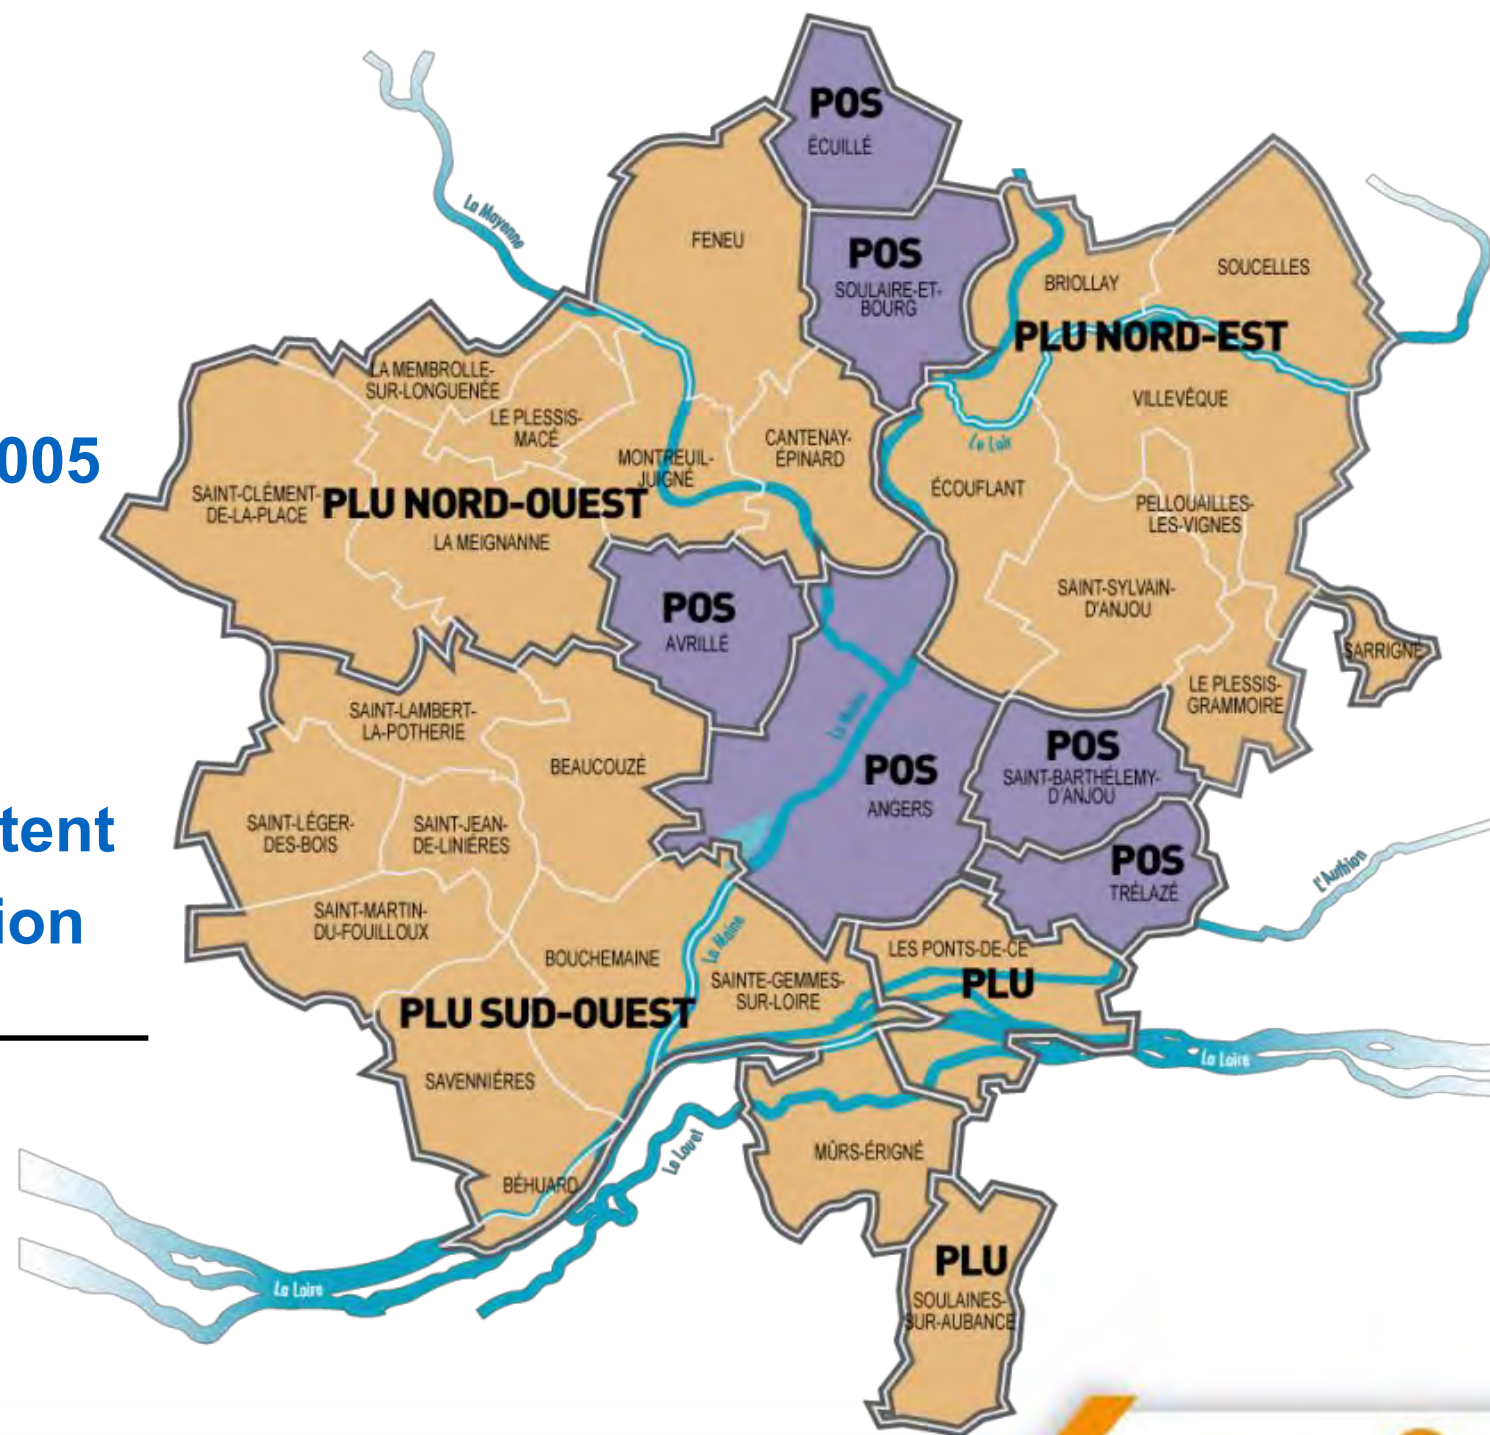 POS
ÉCUILLÉ
La Mayenne
FENEU
POS
SOULAIRE-ET-
BOURG
BRIOLLAY
SOUCELLES
PLU NORD-EST
LA MEMBROLLE-
SUR-LONGUENÉE
VILLEVÊQUE
LE PLESSIS-
MACÉ
Le Loir
CANTENAY-
ÉPINARD
005
MONTREUIL-
JUIGNÉ
ÉCOUFLANT
SAINT-CLÉMENT-
DE-LA-PLACE
PLU NORD-OUEST
PELLOUAILLES-
LES-VIGNES
LA MEIGNANNE
SAINT-SYLVAIN-
D'ANJOU
POS
AVRILLÉ
SARRIGNÉ
LE PLESSIS-
GRAMMOIRE
SAINT-LAMBERT-
LA-POTHERIE
La Maine
POS
SAINT-BARTHÉLEMY-
D'ANJOU
BEAUCOUZÉ
POS
ANGERS
tent
SAINT-LÉGER-
DES-BOIS
SAINT-JEAN-
DE-LINIÉRES
POS
TRÉLAZÉ
L'Authion
ion
SAINT-MARTIN-
DU-FOUILLOUX
La Maine
LES PONTS-DE-CÉ
PLU
BOUCHEMAINE
SAINTE-GEMMES-
SUR-LOIRE
PLU SUD-OUEST
La Loire
SAVENNIÉRES
Le Louet
MÛRS-ÉRIGNÉ
BÉHUARD
La Loire
PLU
SOULAINES-
SUR-AUBANCE